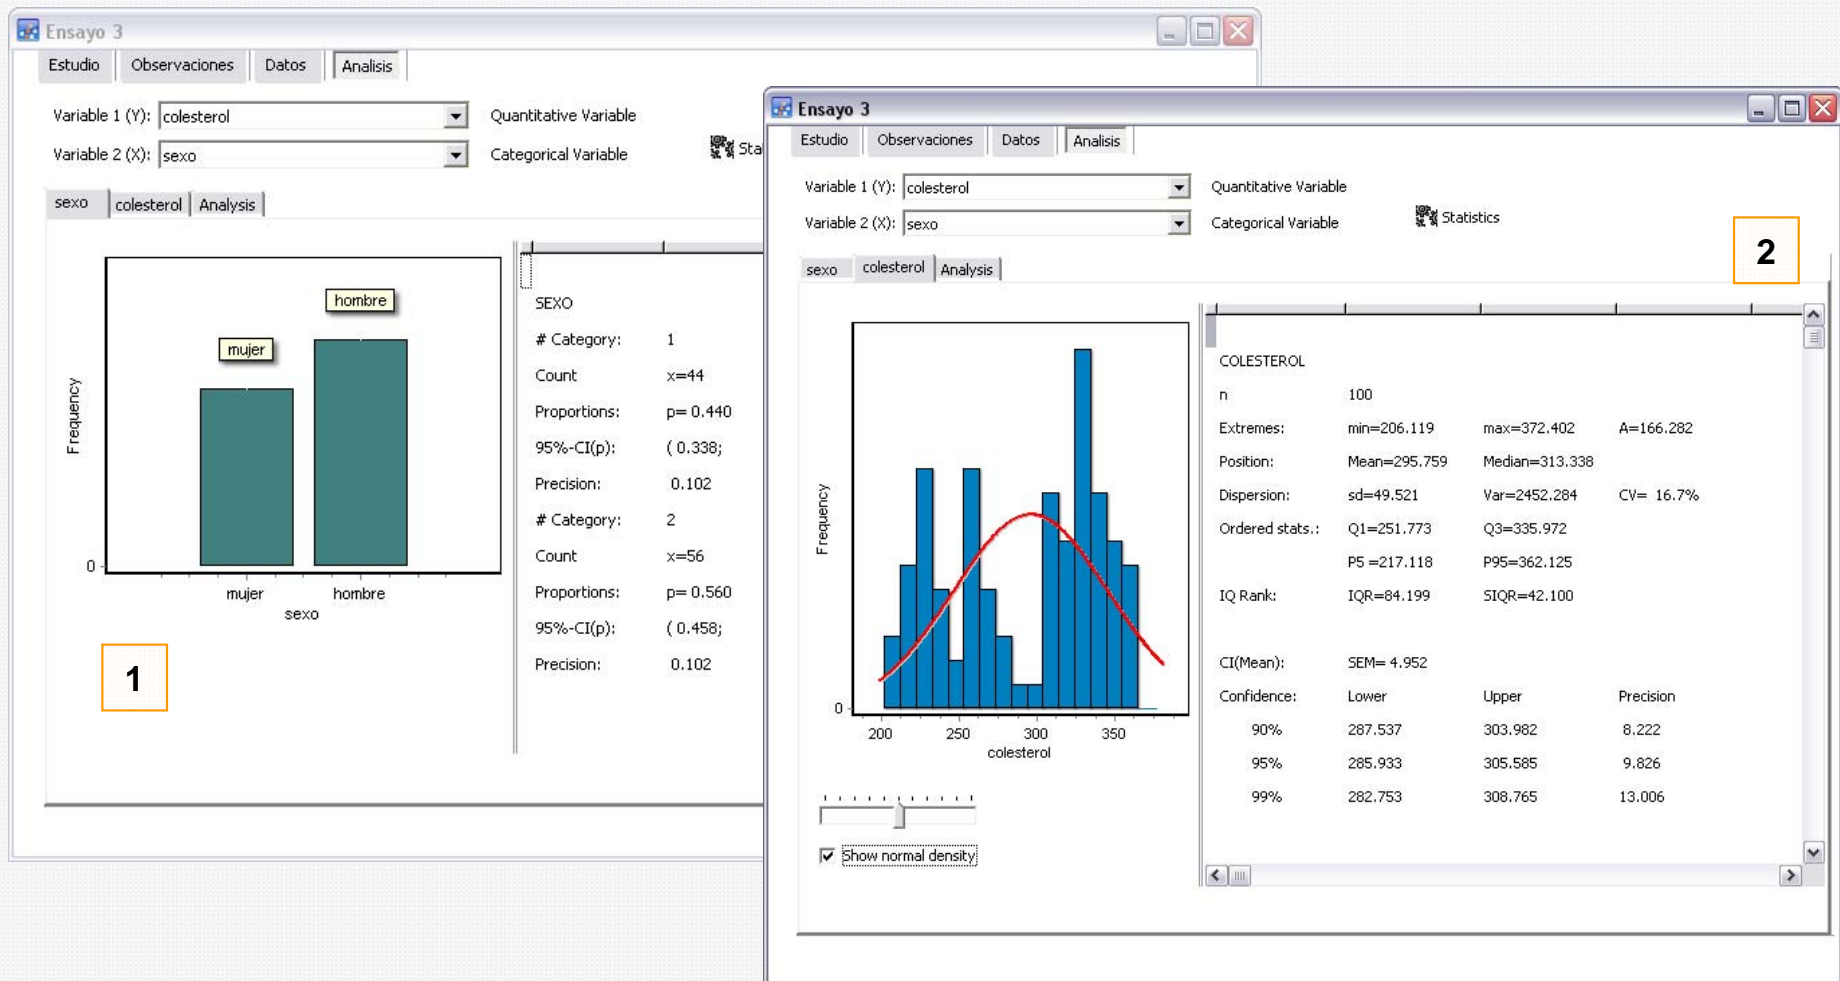 Ensayo 3
Estudio Observaciones Datos Analisis
Variable 1 (Y): colesterol Quantitative Variable
Variable 2 (X): sexo Categorical Variable
sexo colesterol Analysis
hombre
mujer
Frequency
0
mujer hombre
sexo
SEXO
# Category: 1
Count x=44
Proportions: p= 0.440
95%-CI(p): ( 0.338;
Precision: 0.102
# Category: 2
Count x=56
Proportions: p= 0.560
95%-CI(p): ( 0.458;
Precision: 0.102
1
Ensayo 3
Estudio Observaciones Datos Analisis
Variable 1 (Y): colesterol Quantitative Variable
Variable 2 (X): sexo Categorical Variable Statistics
2
sexo colesterol Analysis
Frequency
0
200 250 300 350
colesterol
Show normal density
COLESTEROL
n 100
Extremes: min=206.119 max=372.402 A=166.282
Position: Mean=295.759 Median=313.338
Dispersion: sd=49.521 Var=2452.284 CV= 16.7%
Ordered stats.: Q1=251.773 Q3=335.972
P5 =217.118 P95=362.125
IQ Rank: IQR=84.199 SIQR=42.100
CI(Mean): SEM= 4.952
Confidence: Lower Upper Precision
90% 287.537 303.982 8.222
95% 285.933 305.585 9.826
99% 282.753 308.765 13.006